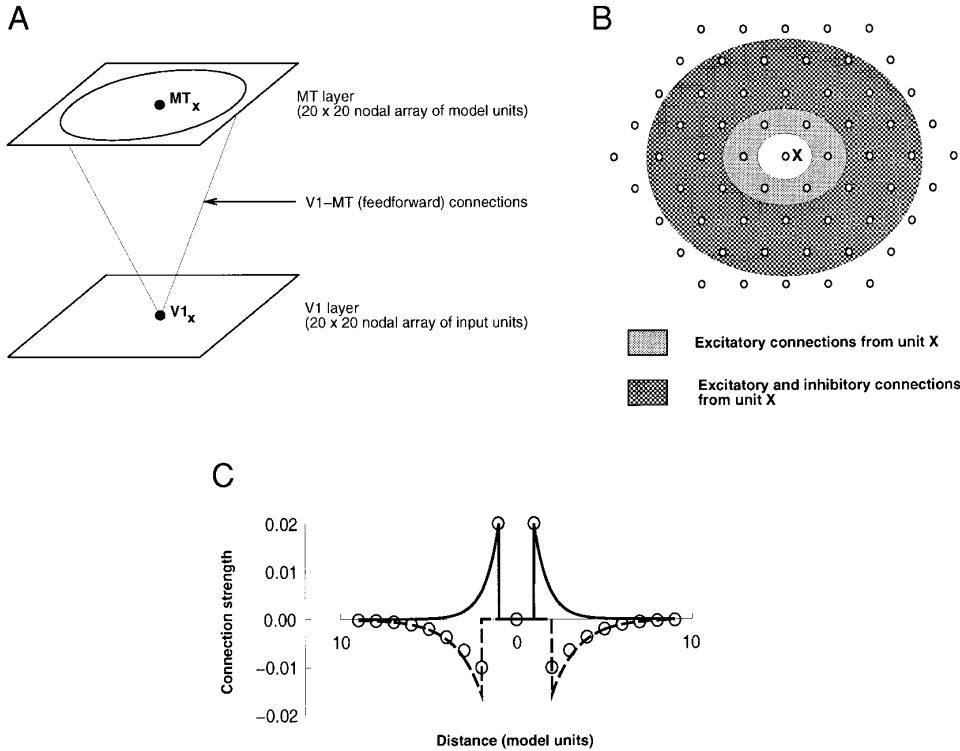 A
MT_x
MT layer
(20 x 20 nodal array of model units)
V1–MT (feedforward) connections
V1_x
V1 layer
(20 x 20 nodal array of input units)
B
X
Excitatory connections from unit X
Excitatory and inhibitory connections
from unit X
C
Connection strength
0.02
0.01
0.00
−0.01
−0.02
10
0
10
Distance (model units)